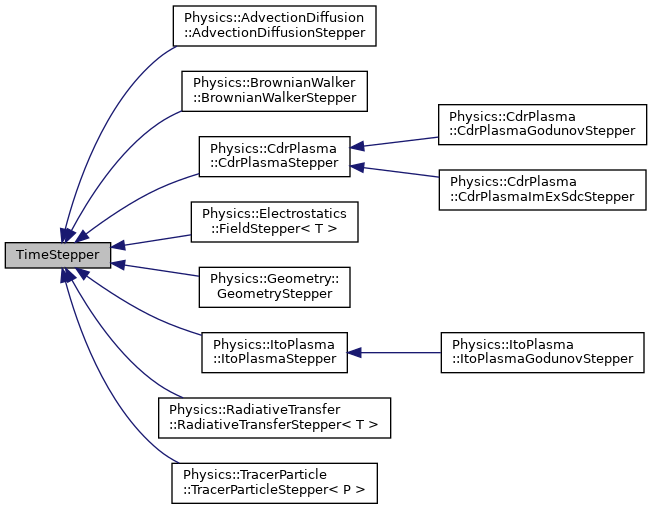 Physics::AdvectionDiffusion
::AdvectionDiffusionStepper
Physics::BrownianWalker
::BrownianWalkerStepper
Physics::CdrPlasma
::CdrPlasmaStepper
Physics::CdrPlasma
::CdrPlasmaGodunovStepper
Physics::CdrPlasma
::CdrPlasmaImExSdcStepper
Physics::Electrostatics
::FieldStepper< T >
TimeStepper
Physics::Geometry::
GeometryStepper
Physics::ItoPlasma
::ItoPlasmaStepper
Physics::ItoPlasma
::ItoPlasmaGodunovStepper
Physics::RadiativeTransfer
::RadiativeTransferStepper< T >
Physics::TracerParticle
::TracerParticleStepper< P >